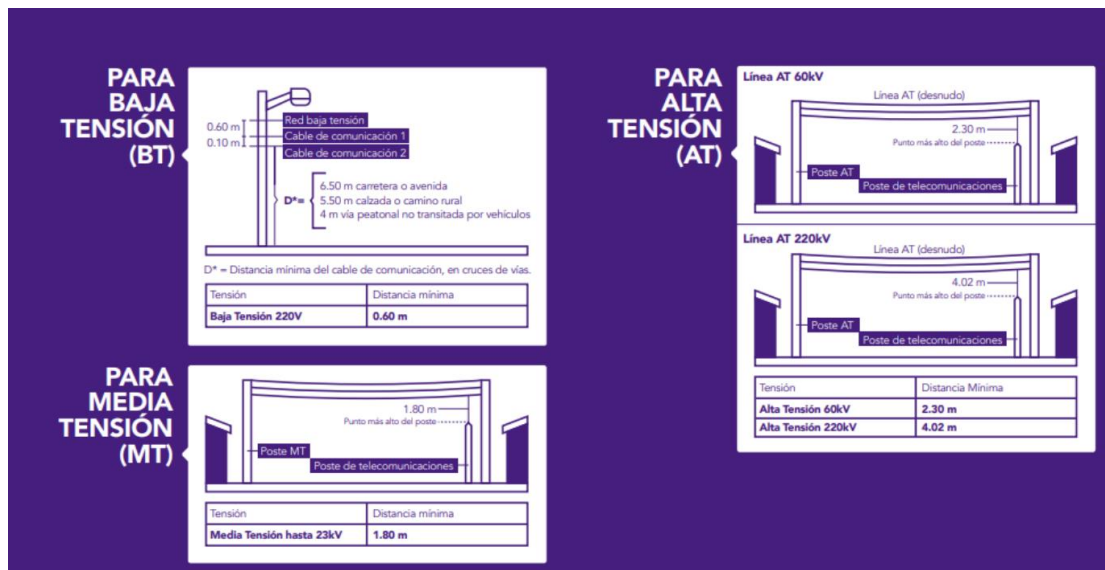 PARA
BAJA
TENSIÓN
(BT)
0.60 m
0.10 m
Red baja tensión
Cable de comunicación 1
Cable de comunicación 2
D*=
6.50 m carretera o avenida
5.50 m calzada o camino rural
4 m vía peatonal no transitada por vehículos
D* = Distancia mínima del cable de comunicación, en cruces de vías.
Tensión Distancia mínima
Baja Tensión 220V 0.60 m
PARA
MEDIA
TENSIÓN
(MT)
1.80 m
Punto más alto del poste
Poste MT
Poste de telecomunicaciones
Tensión Distancia mínima
Media Tensión hasta 23kV 1.80 m
PARA
ALTA
TENSIÓN
(AT)
Línea AT 60kV
Línea AT (desnudo)
2.30 m
Punto más alto del poste
Poste AT
Poste de telecomunicaciones
Línea AT 220kV
Línea AT (desnudo)
4.02 m
Punto más alto del poste
Poste AT
Poste de telecomunicaciones
Tensión Distancia Mínima
Alta Tensión 60kV 2.30 m
Alta Tensión 220kV 4.02 m